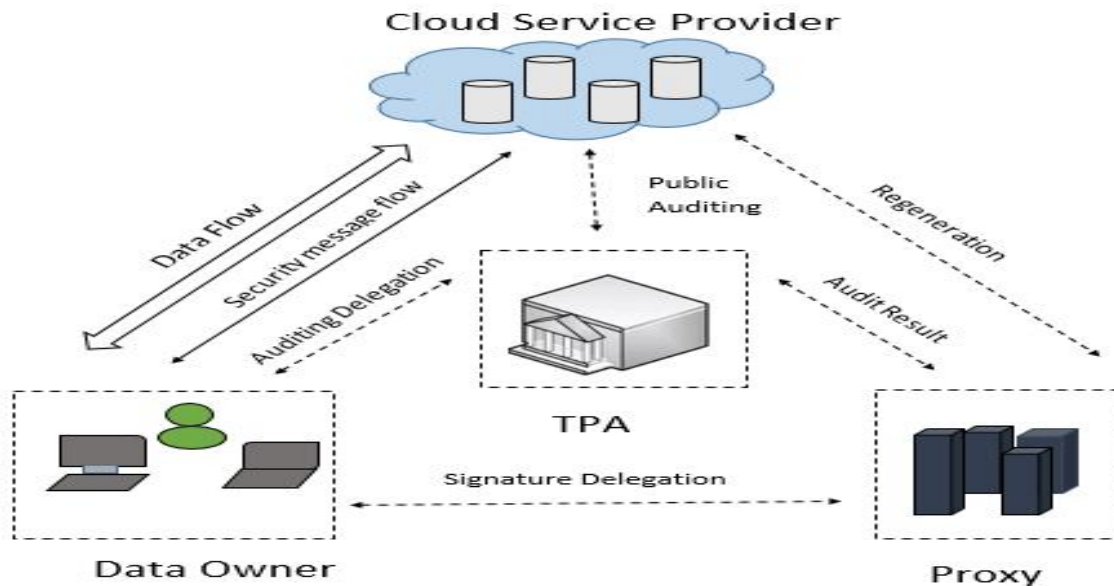 Cloud Service Provider
Data Flow
Security message flow
Auditing Delegation
Public
Auditing
Regeneration
Audit Result
TPA
Signature Delegation
Data Owner
Proxy